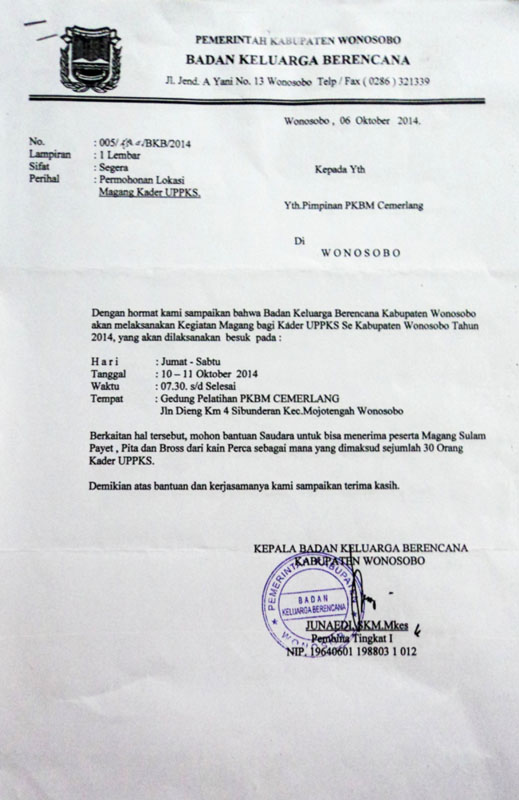 PEMERINTAH KABUPATEN WONOSOBO
BADAN KELUARGA BERENCANA
Jl. Jend. A Yani No. 13 Wonosobo Telp / Fax ( 0286 ) 321339
Wonosobo , 06 Oktober 2014.
No. : 005/ /BKB/2014
Lampiran : 1 Lembar
Sifat : Segera
Perihal : Permohonan Lokasi
Magang Kader UPPKS.
Kepada Yth
Yth.Pimpinan PKBM Cemerlang
Di
W O N O S O B O
Dengan hormat kami sampaikan bahwa Badan Keluarga Berencana Kabupaten Wonosobo
akan melaksanakan Kegiatan Magang bagi Kader UPPKS Se Kabupaten Wonosobo Tahun
2014, yang akan dilaksanakan besuk pada :
H a r i : Jumat - Sabtu
Tanggal : 10 – 11 Oktober 2014
Waktu : 07.30. s/d Selesai
Tempat : Gedung Pelatihan PKBM CEMERLANG
Jln Dieng Km 4 Sibunderan Kec.Mojotengah Wonosobo
Berkaitan hal tersebut, mohon bantuan Saudara untuk bisa menerima peserta Magang Sulam
Payet , Pita dan Bross dari kain Perca sebagai mana yang dimaksud sejumlah 30 Orang
Kader UPPKS.
Demikian atas bantuan dan kerjasamanya kami sampaikan terima kasih.
KEPALA BADAN KELUARGA BERENCANA
KABUPATEN WONOSOBO
PEMERINTAH KABUPATEN
BADAN
KELUARGA BERENCANA
WONOSOBO
JUNAEDI, SKM.Mkes
Pembina Tingkat I
NIP. 19640601 198803 1 012